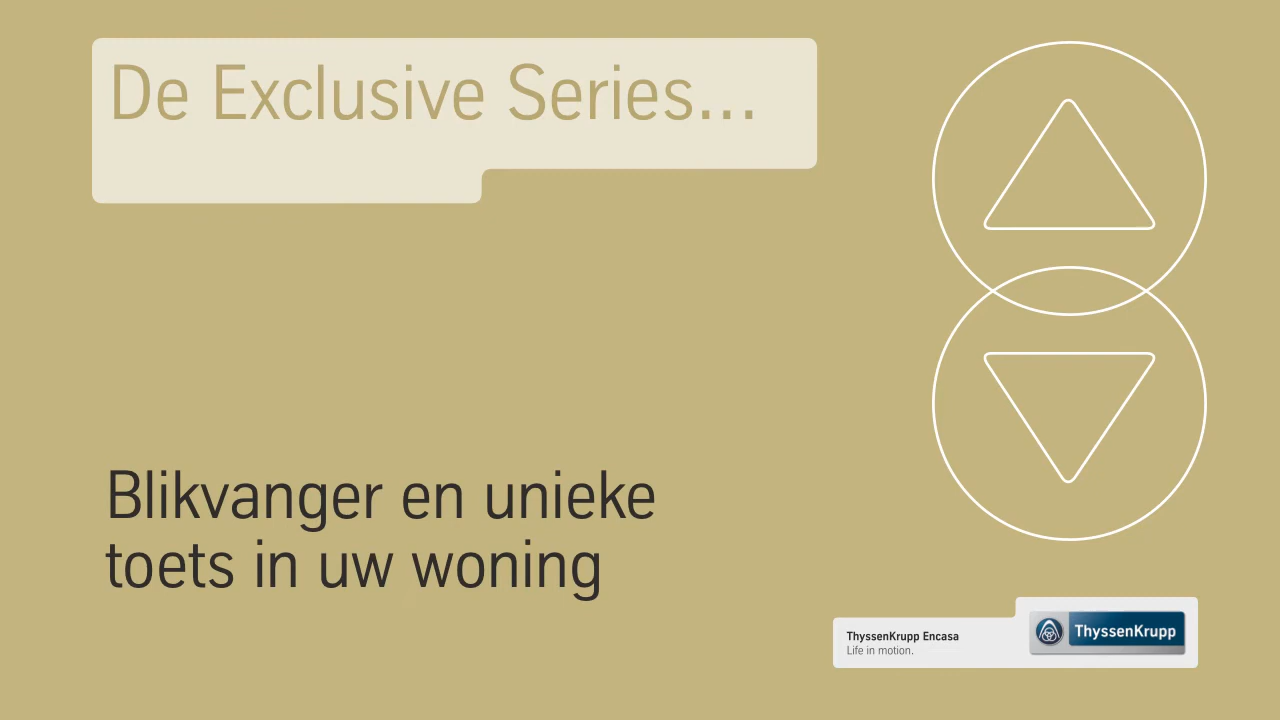 De Exclusive Series...
Blikvanger en unieke
toets in uw woning
ThyssenKrupp Encasa
Life in motion.
ThyssenKrupp